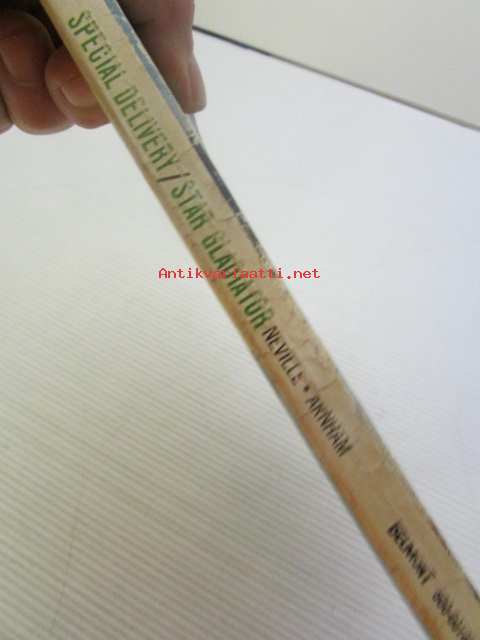 SPECIAL DELIVERY/STAR GLADIATOR NEVILLE • ANNHAM BELMONT
Antikvariaatti.net